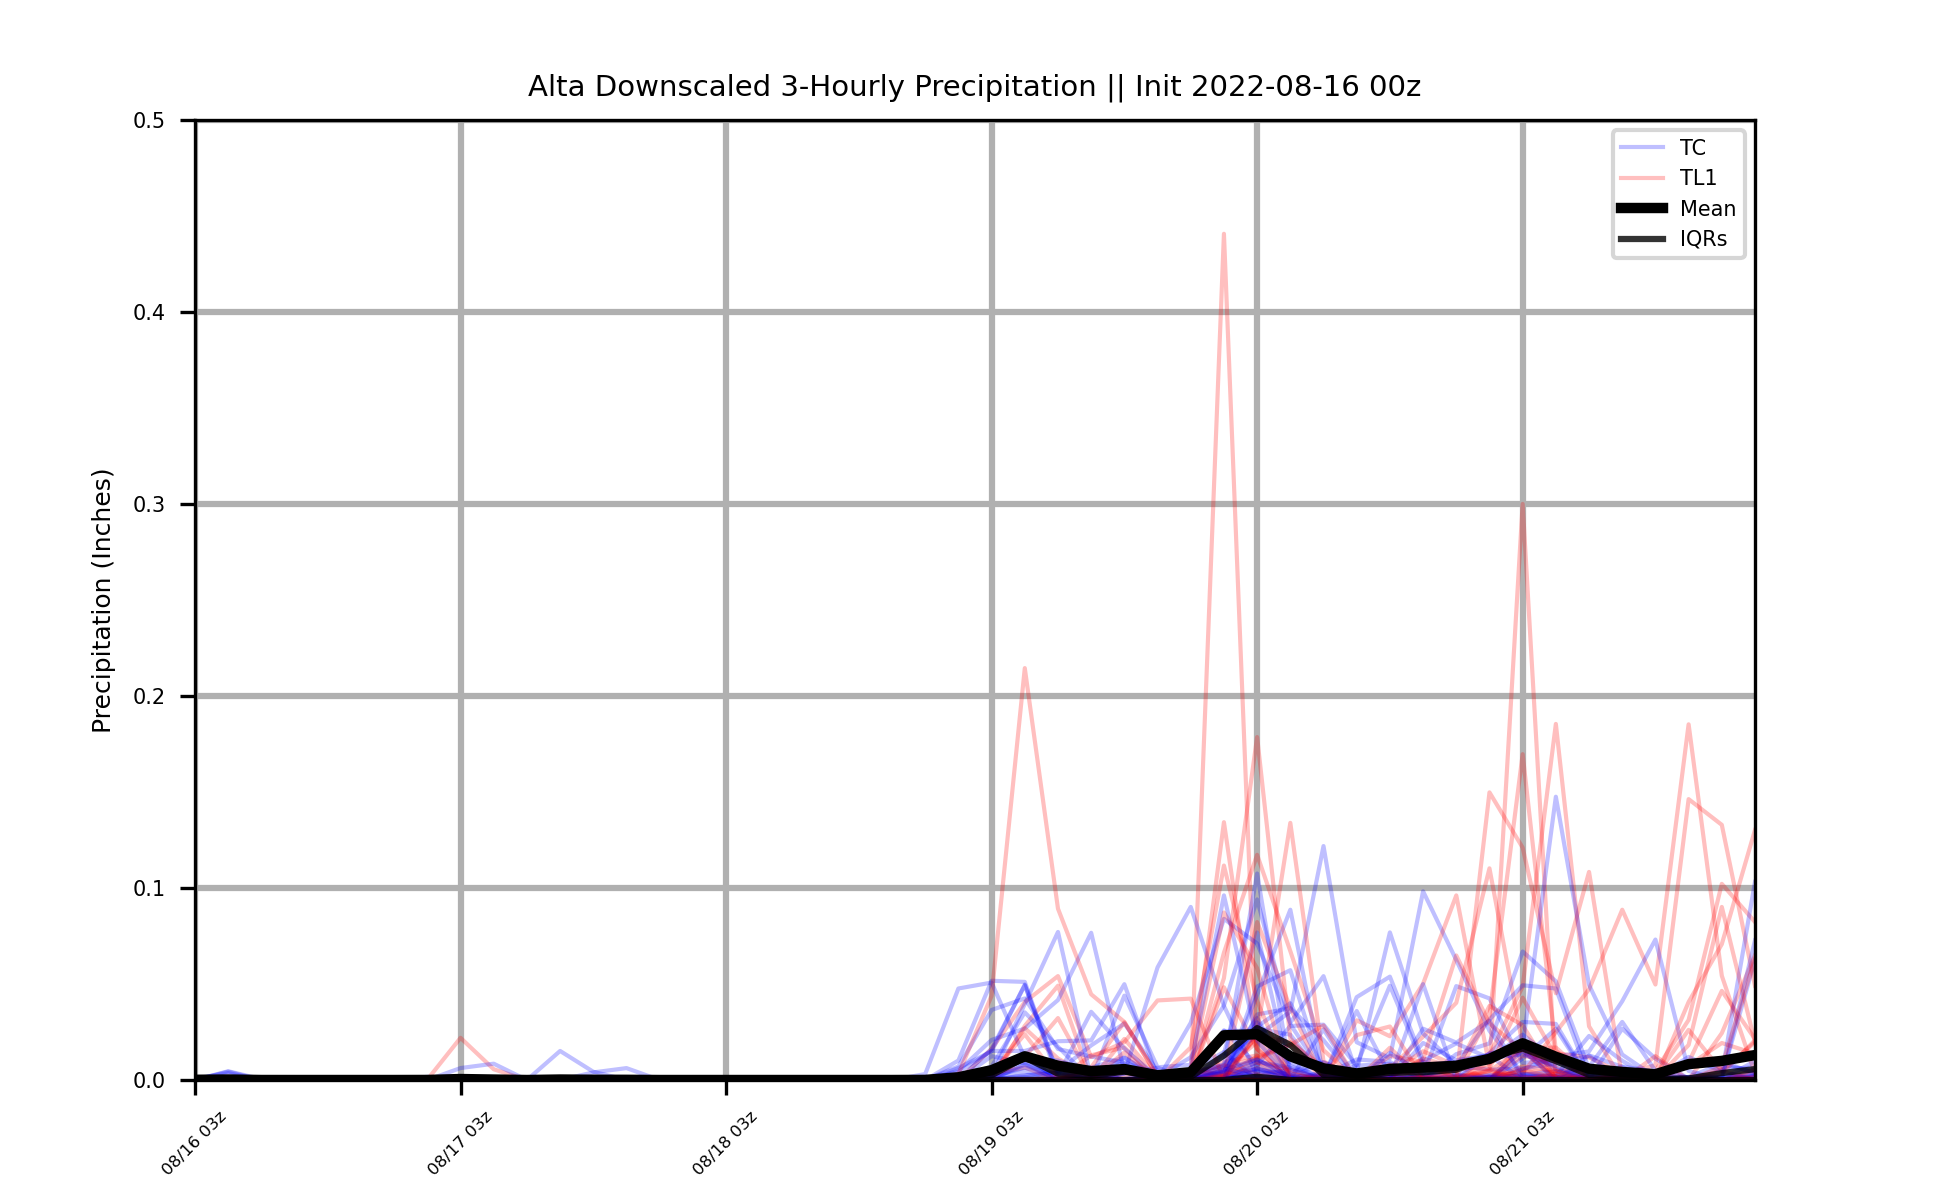 Alta Downscaled 3-Hourly Precipitation || Init 2022-08-16 00z
0.5
0.4
0.3
0.2
0.1
0.0
Precipitation (Inches)
TC
TL1
Mean
IQRs
08/16 03z
08/17 03z
08/18 03z
08/19 03z
08/20 03z
08/21 03z